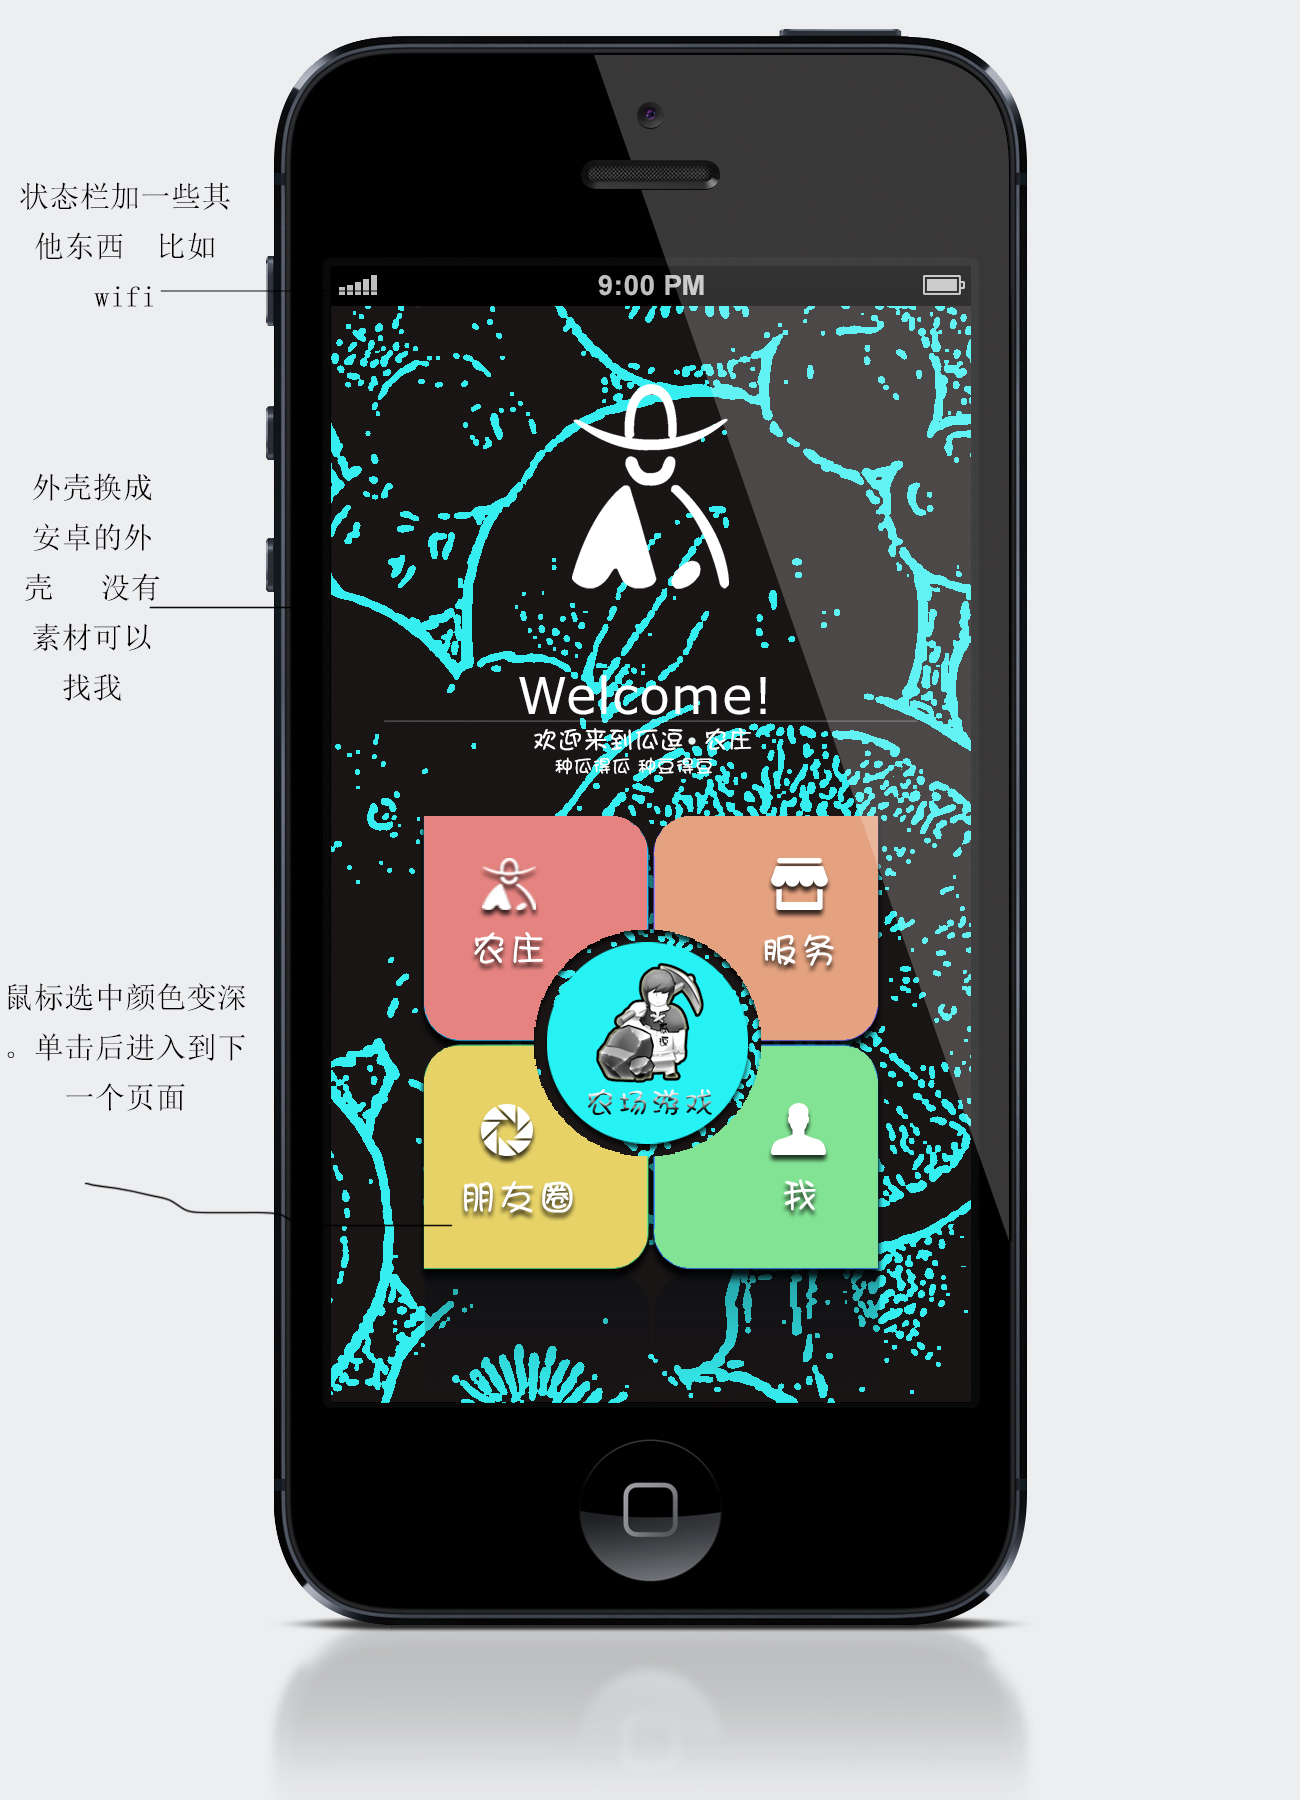 状态栏加一些其
他东西 比如
wifi
9:00 PM
外壳换成
安卓的外
壳 没有
素材可以
找我
Welcome!
欢迎来到瓜逗•农庄
种瓜得瓜 种豆得豆
农庄
服务
农场游戏
鼠标选中颜色变深
。单击后进入到下
一个页面
朋友圈
我